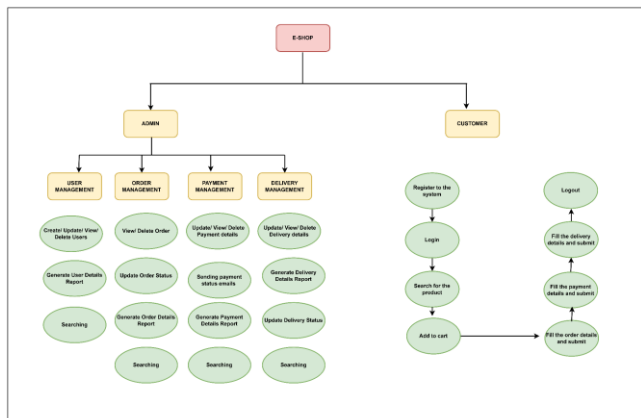 E-SHOP
ADMIN
CUSTOMER
USER
MANAGEMENT
ORDER
MANAGEMENT
PAYMENT
MANAGEMENT
DELIVERY
MANAGEMENT
Create/ Update/ View/
Delete Users
Generate User Details
Report
Searching
View/ Delete Order
Update Order Status
Generate Order Details
Report
Searching
Update/ View/ Delete
Payment details
Sending payment
status emails
Generate Payment
Details Report
Searching
Update/ View/ Delete
Delivery details
Generate Delivery
Details Report
Update Delivery Status
Searching
Register to the
system
Login
Search for the
product
Add to cart
Fill the order details
and submit
Fill the payment
details and submit
Fill the delivery
details and submit
Logout